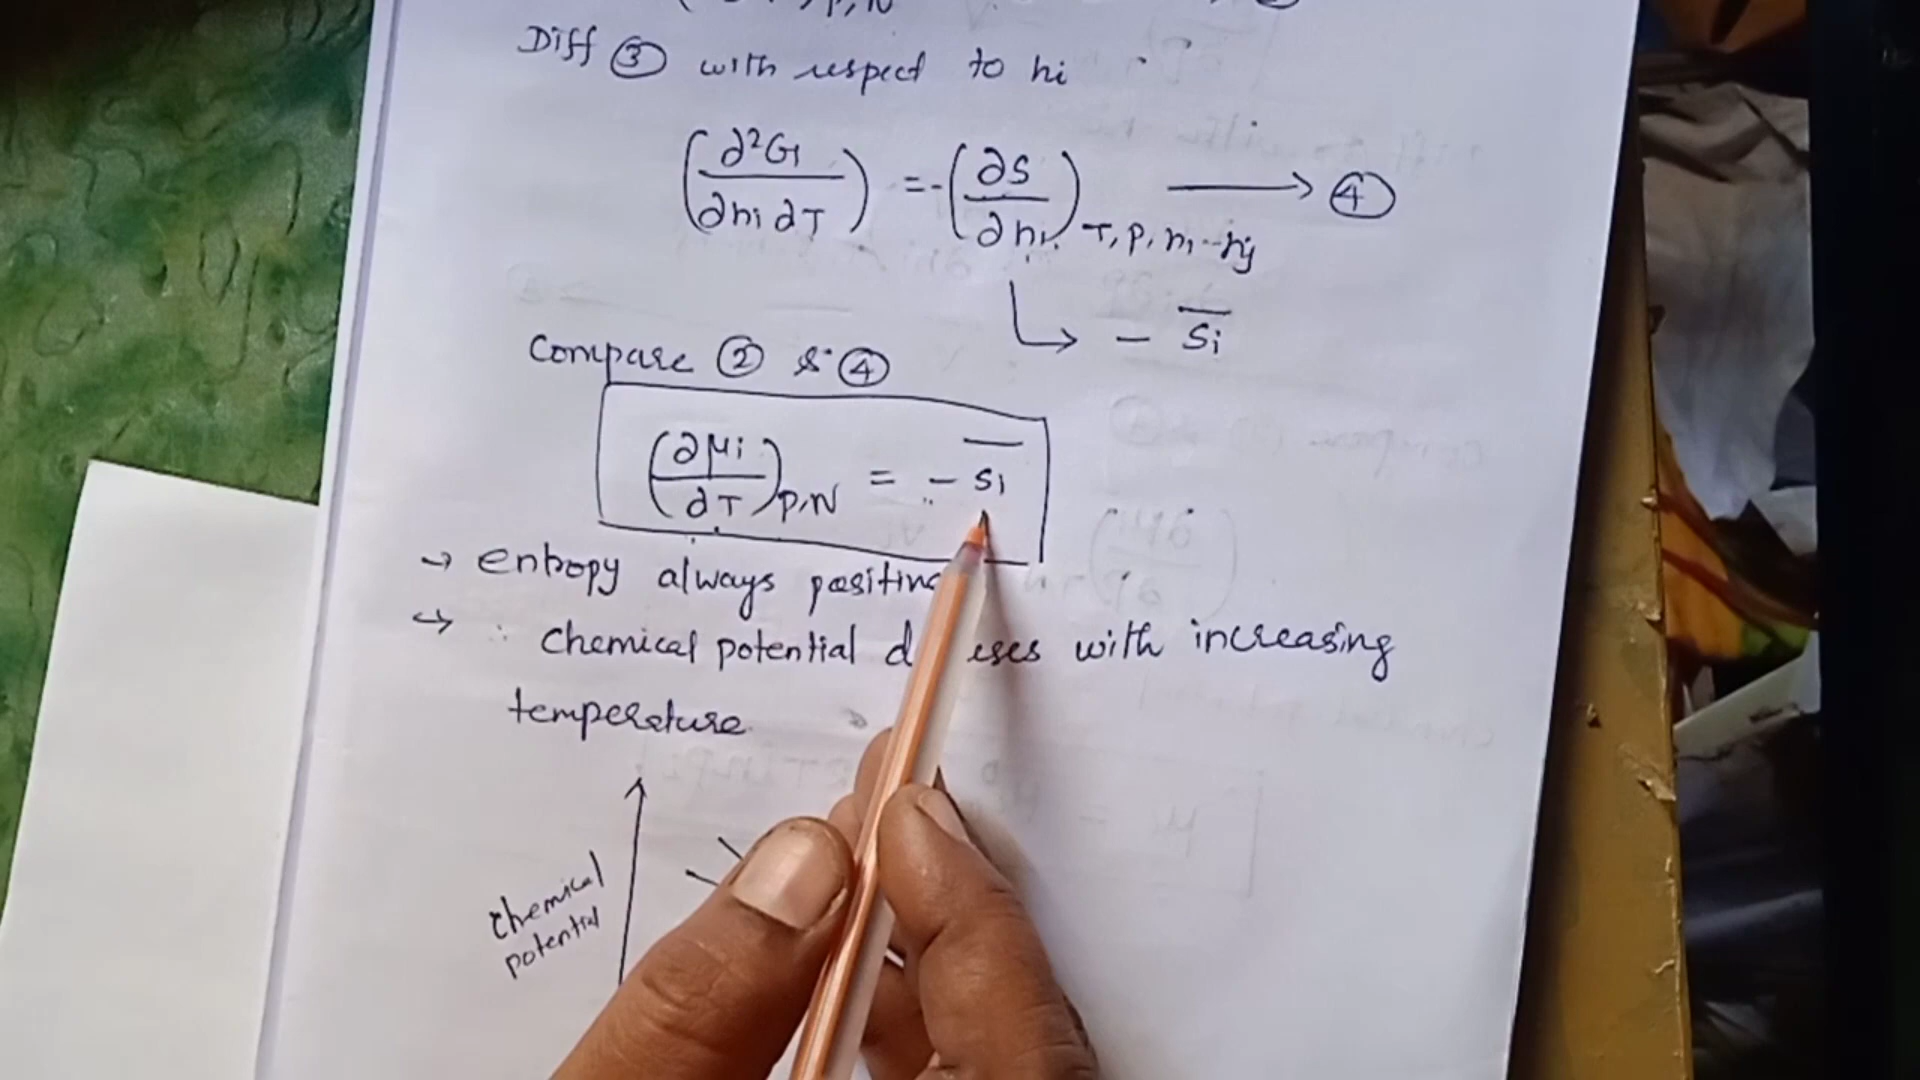 ) P, N
Diff ③ with respect to ni
(∂²G / ∂ni ∂T) = -(∂S / ∂ni) T, P, n1 -- nj → ④
↳ - S̅i
Compare ② & ④
(∂μi / ∂T) P,N = - S̅i
→ entropy always
→ ∴ chemical potential with increasing
temperature
chemical
potential